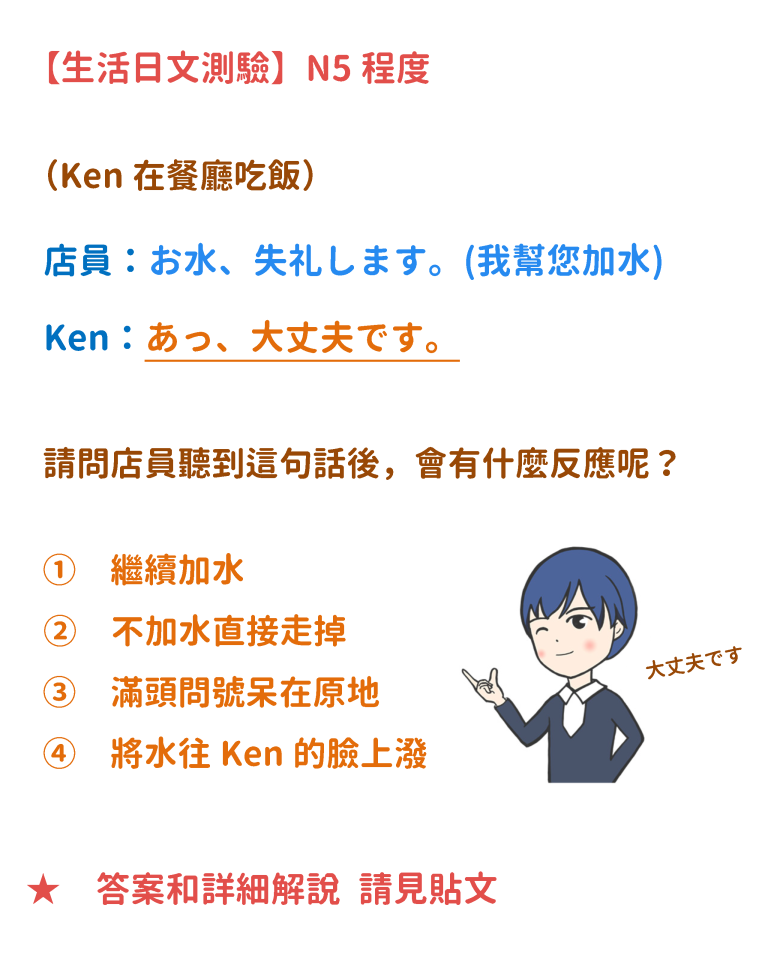 【生活日文測驗】N5 程度
（Ken 在餐廳吃飯）
店員：お水、失礼します。(我幫您加水)
Ken：あっ、大丈夫です。
請問店員聽到這句話後，會有什麼反應呢？
① 繼續加水
② 不加水直接走掉
③ 滿頭問號呆在原地
④ 將水往 Ken 的臉上潑
大丈夫です
★ 答案和詳細解說 請見貼文